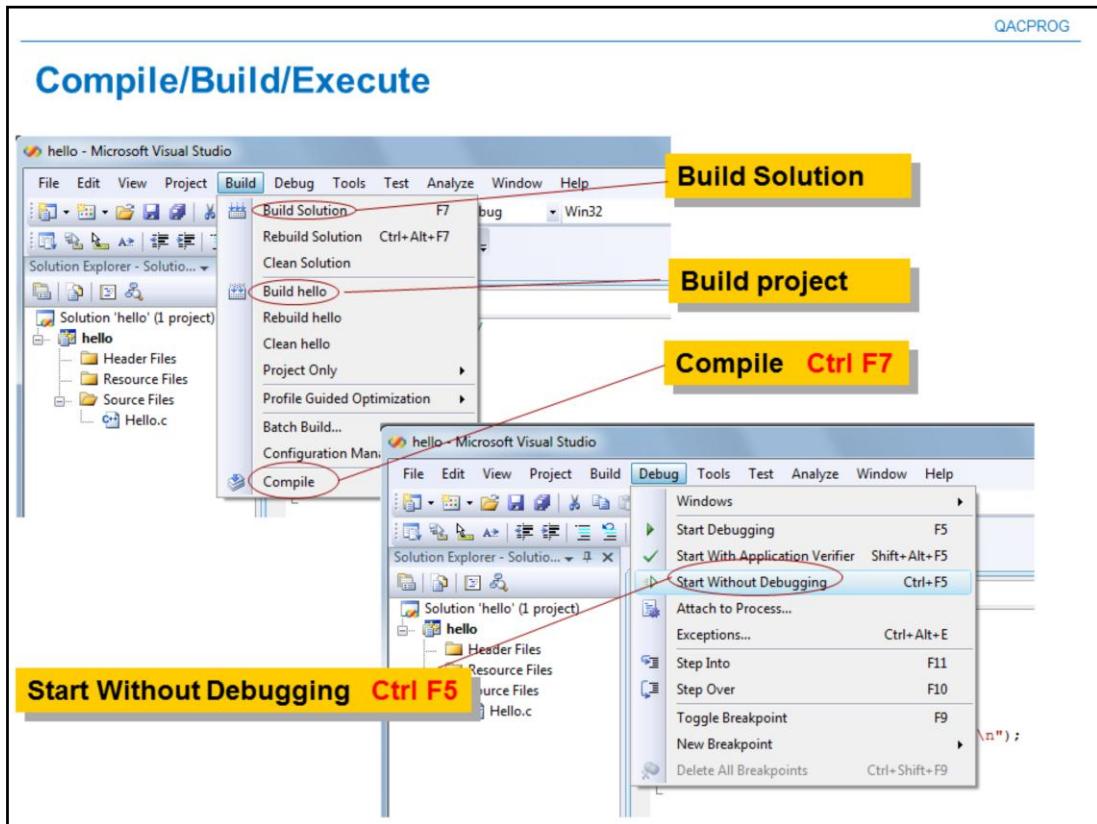 QACPROG
Compile/Build/Execute
hello - Microsoft Visual Studio
File Edit View Project Build Debug Tools Test Analyze Window Help
Build Solution F7
bug Win32
Rebuild Solution Ctrl+Alt+F7
Clean Solution
Build hello
Rebuild hello
Clean hello
Project Only
Profile Guided Optimization
Batch Build...
Configuration Mana
Compile
Solution Explorer - Solutio...
Solution 'hello' (1 project)
hello
Header Files
Resource Files
Source Files
Hello.c
Build Solution
Build project
Compile Ctrl F7
hello - Microsoft Visual Studio
File Edit View Project Build Debug Tools Test Analyze Window Help
Windows
Start Debugging F5
Start With Application Verifier Shift+Alt+F5
Start Without Debugging Ctrl+F5
Attach to Process...
Exceptions... Ctrl+Alt+E
Step Into F11
Step Over F10
Toggle Breakpoint F9
New Breakpoint
Delete All Breakpoints Ctrl+Shift+F9
Solution Explorer - Solutio...
Solution 'hello' (1 project)
hello
Header Files
Resource Files
ource Files
Hello.c
\n");
Start Without Debugging Ctrl F5